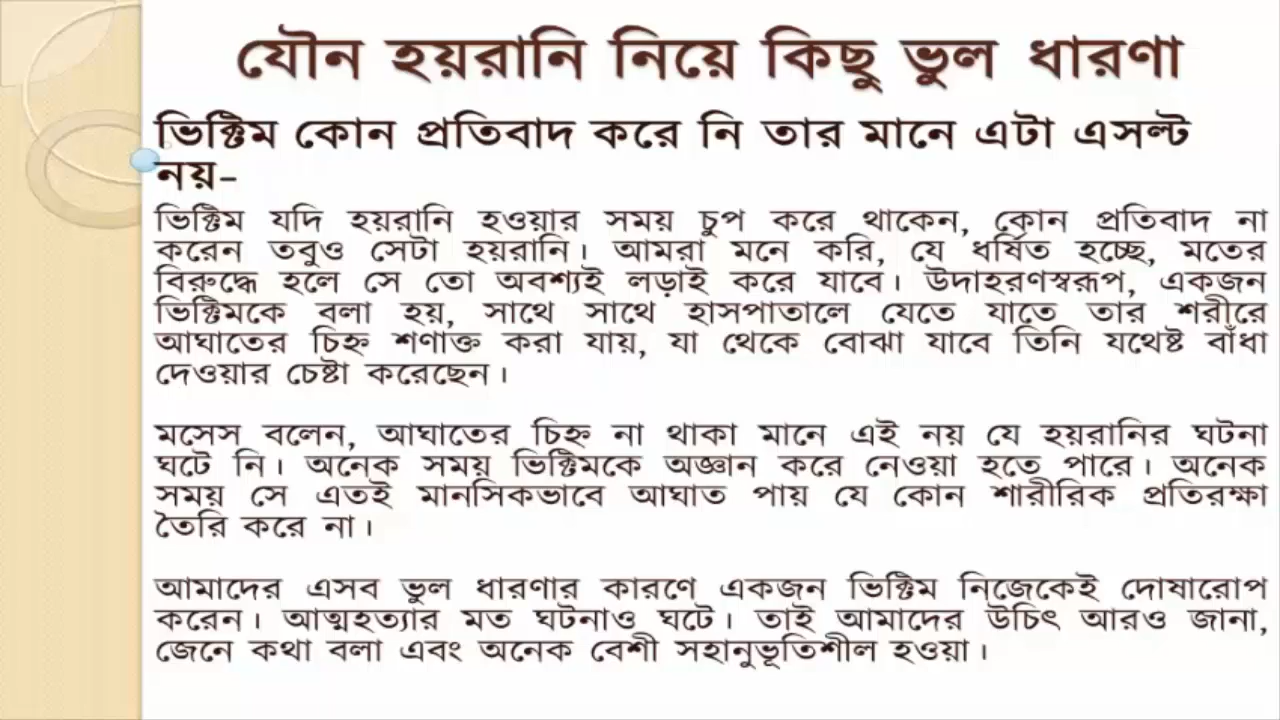 যৌন হয়রানি নিয়ে কিছু ভুল ধারণা
ভিক্টিম কোন প্রতিবাদ করে নি তার মানে এটা এসল্ট
নয়-
ভিক্টিম যদি হয়রানি হওয়ার সময় চুপ করে থাকেন, কোন প্রতিবাদ না
করেন তবুও সেটা হয়রানি। আমরা মনে করি, যে ধর্ষিত হচ্ছে, মতের
বিরুদ্ধে হলে সে তো অবশ্যই লড়াই করে যাবে। উদাহরণস্বরূপ, একজন
ভিক্টিমকে বলা হয়, সাথে সাথে হাসপাতালে যেতে যাতে তার শরীরে
আঘাতের চিহ্ন শণাক্ত করা যায়, যা থেকে বোঝা যাবে তিনি যথেষ্ট বাঁধা
দেওয়ার চেষ্টা করেছেন।
মসেস বলেন, আঘাতের চিহ্ন না থাকা মানে এই নয় যে হয়রানির ঘটনা
ঘটে নি। অনেক সময় ভিক্টিমকে অজ্ঞান করে নেওয়া হতে পারে। অনেক
সময় সে এতই মানসিকভাবে আঘাত পায় যে কোন শারীরিক প্রতিরক্ষা
তৈরি করে না।
আমাদের এসব ভুল ধারণার কারণে একজন ভিক্টিম নিজেকেই দোষারোপ
করেন। আত্মহত্যার মত ঘটনাও ঘটে। তাই আমাদের উচিৎ আরও জানা,
জেনে কথা বলা এবং অনেক বেশী সহানুভূতিশীল হওয়া।